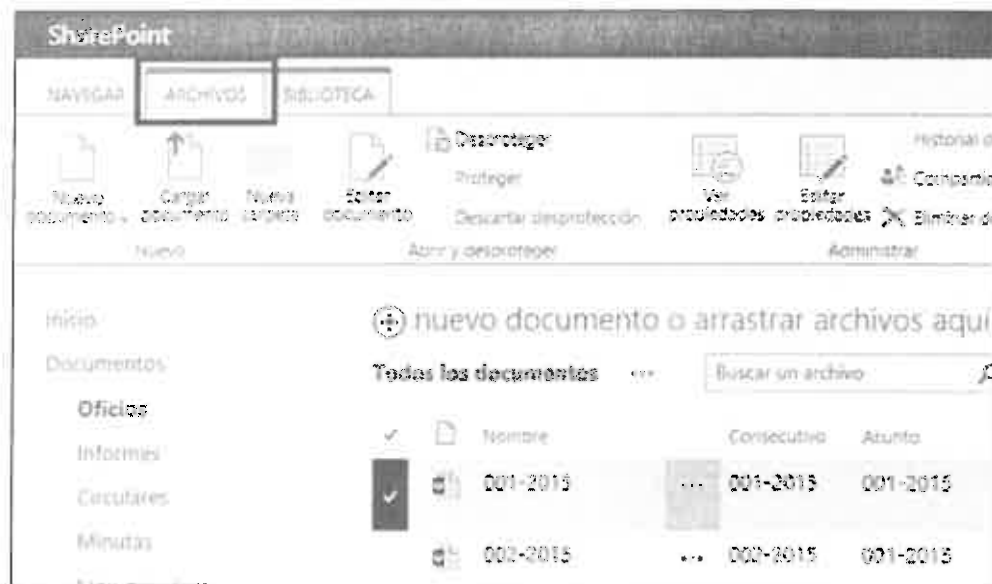 SharePoint
NAVEGAR ARCHIVOS BIBLIOTECA
Nuevo documento
Cargar documento
Nueva carpeta
Editar documento
Desproteger
Proteger
Descartar desprotección
Ver propiedades
Editar propiedades
Historial d
Compartid
Eliminar do
Nuevo
Abrir y desproteger
Administrar
Inicio
Documentos
Oficios
Informes
Circulares
Minutas
nuevo documento o arrastrar archivos aquí
Todos los documentos ...
Buscar un archivo
Nombre Consecutivo Asunto
001-2015 ... 001-2015 001-2015
002-2015 ... 002-2015 001-2015